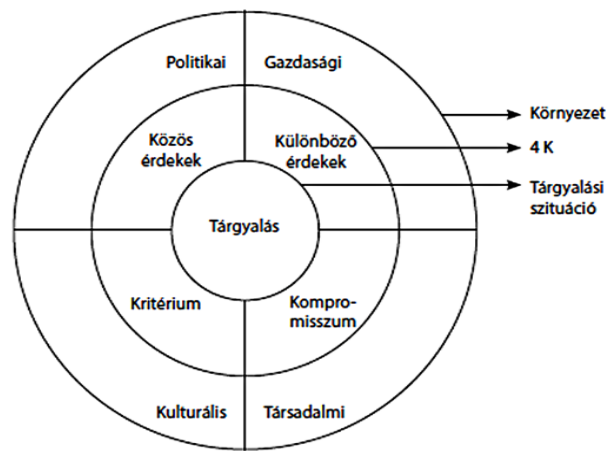 Politikai
Gazdasági
Környezet
Közös
érdekek
Különböző
érdekek
4 K
Tárgyalási
szituáció
Tárgyalás
Kritérium
Kompro-
misszum
Kulturális
Társadalmi